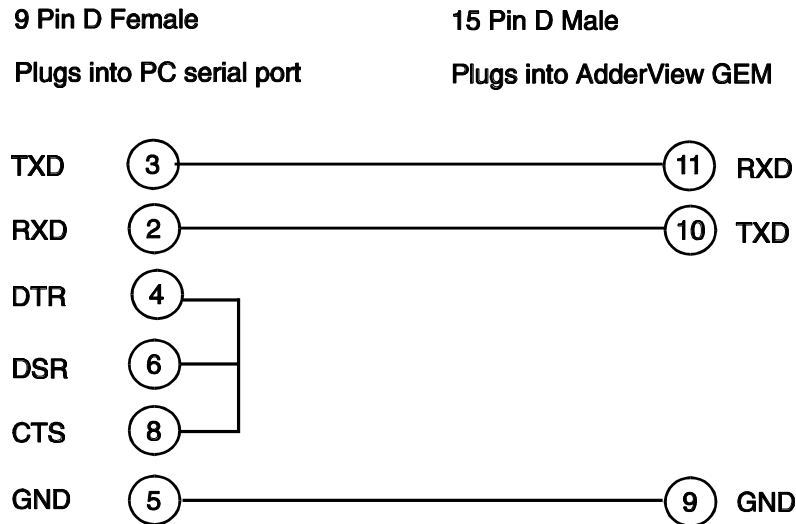 9 Pin D Female 15 Pin D Male
Plugs into PC serial port Plugs into AdderView GEM
TXD 3 11 RXD
RXD 2 10 TXD
DTR 4
DSR 6
CTS 8
GND 5 9 GND